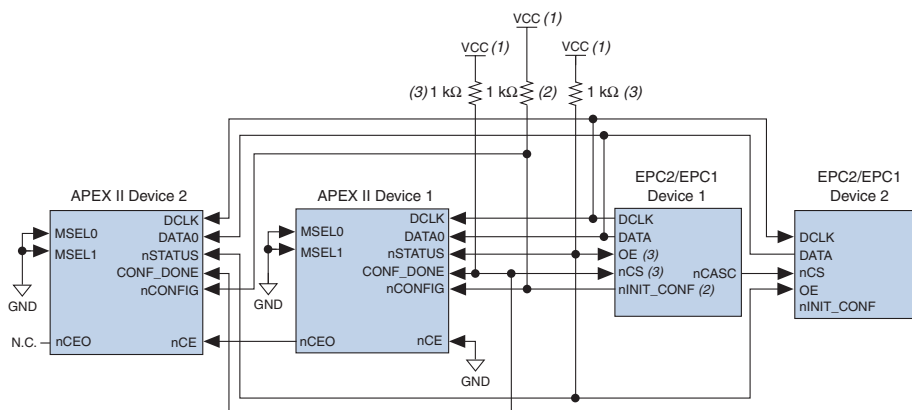 VCC (1)
VCC (1)
VCC (1)
(3) 1 kΩ
1 kΩ
(2)
1 kΩ (3)
APEX II Device 2
MSEL0
MSEL1
DCLK
DATA0
nSTATUS
CONF_DONE
nCONFIG
nCEO
nCE
N.C.
GND
APEX II Device 1
MSEL0
MSEL1
DCLK
DATA0
nSTATUS
CONF_DONE
nCONFIG
nCEO
nCE
GND
GND
EPC2/EPC1
Device 1
DCLK
DATA
OE (3)
nCS (3)
nCASC
nINIT_CONF (2)
EPC2/EPC1
Device 2
DCLK
DATA
nCS
OE
nINIT_CONF